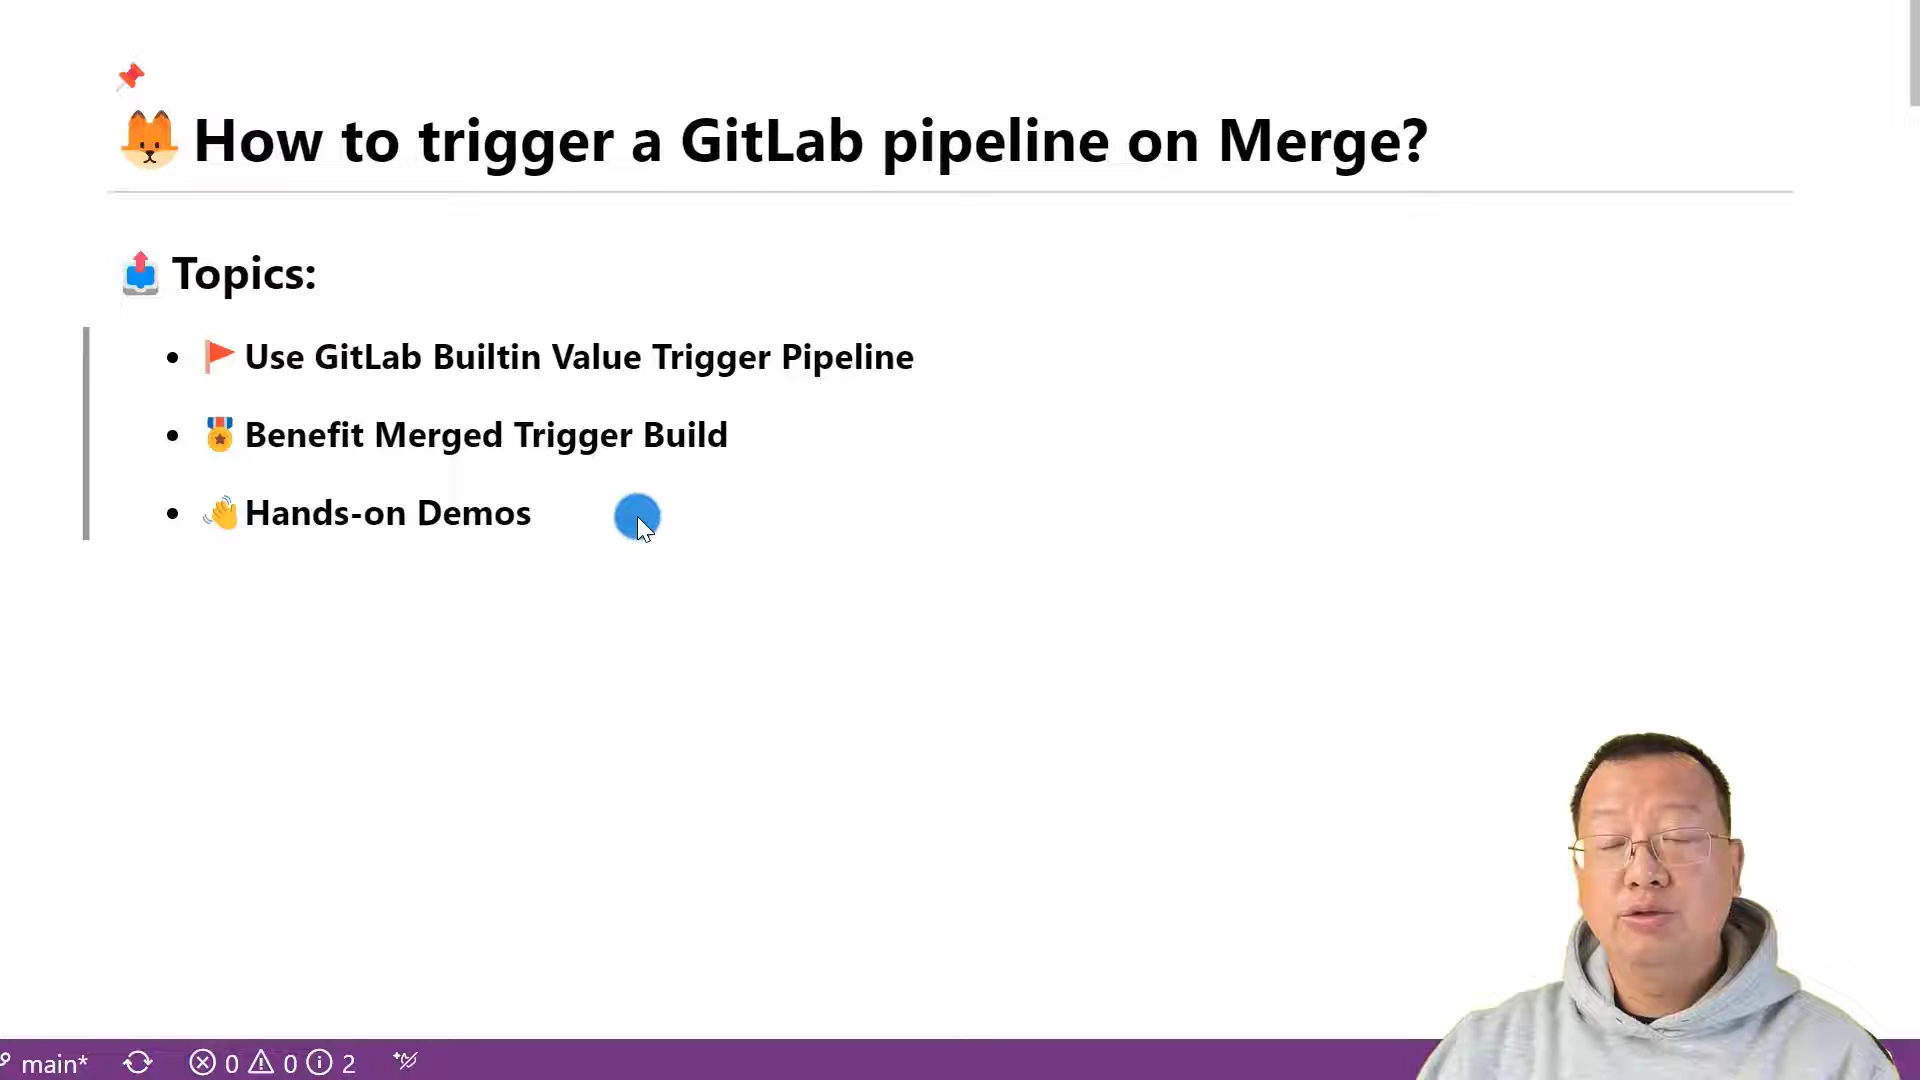 How to trigger a GitLab pipeline on Merge?
Topics:
Use GitLab Builtin Value Trigger Pipeline
Benefit Merged Trigger Build
Hands-on Demos
main* 0 0 2